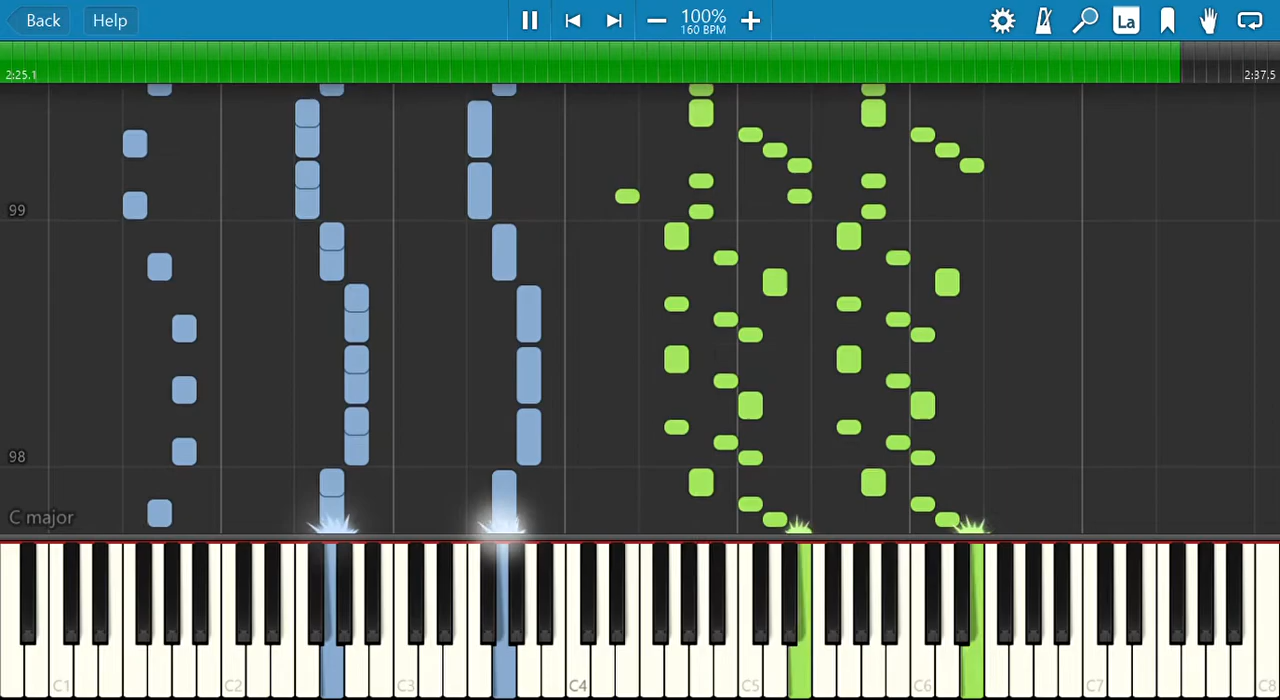 Back Help 100% La
160 BPM
2:25.1 2:37.5
99
98
C major
C1 C2 C3 C4 C5 C6 C7 C8